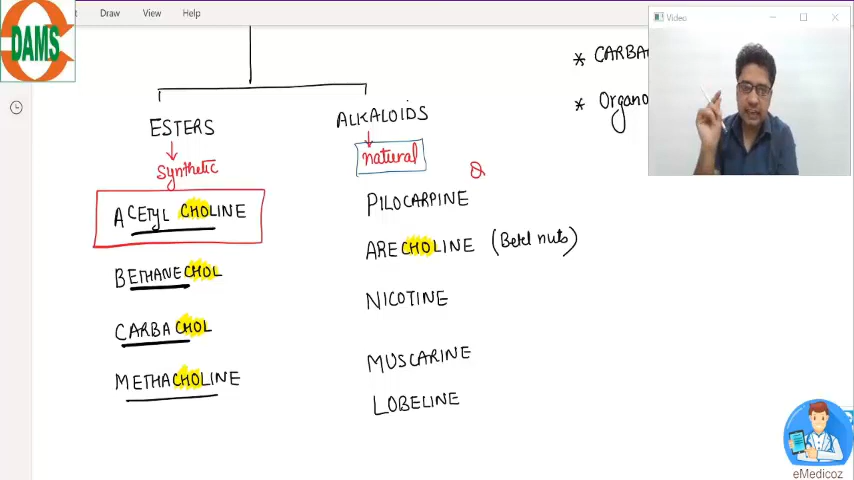 DAMS
Draw View Help
Video
* CARBA
* Organo
ESTERS
Synthetic
ACETYL CHOLINE
BETHANECHOL
CARBACHOL
METHACHOLINE
ALKALOIDS
natural
PILOCARPINE
ARECHOLINE (Betel nuts)
NICOTINE
MUSCARINE
LOBELINE
eMedicoz